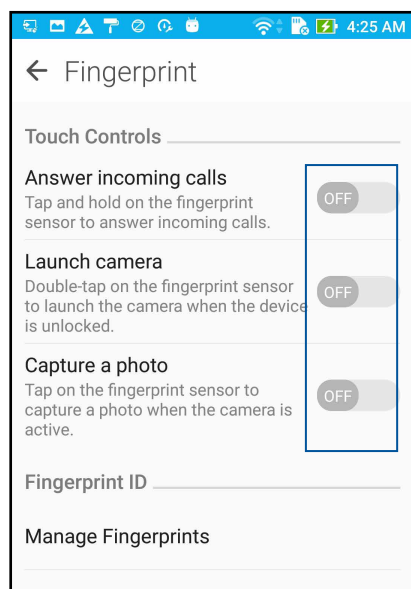 4:25 AM
Fingerprint
Touch Controls
Answer incoming calls
Tap and hold on the fingerprint
sensor to answer incoming calls.
OFF
Launch camera
Double-tap on the fingerprint sensor
to launch the camera when the device
is unlocked.
OFF
Capture a photo
Tap on the fingerprint sensor to
capture a photo when the camera is
active.
OFF
Fingerprint ID
Manage Fingerprints